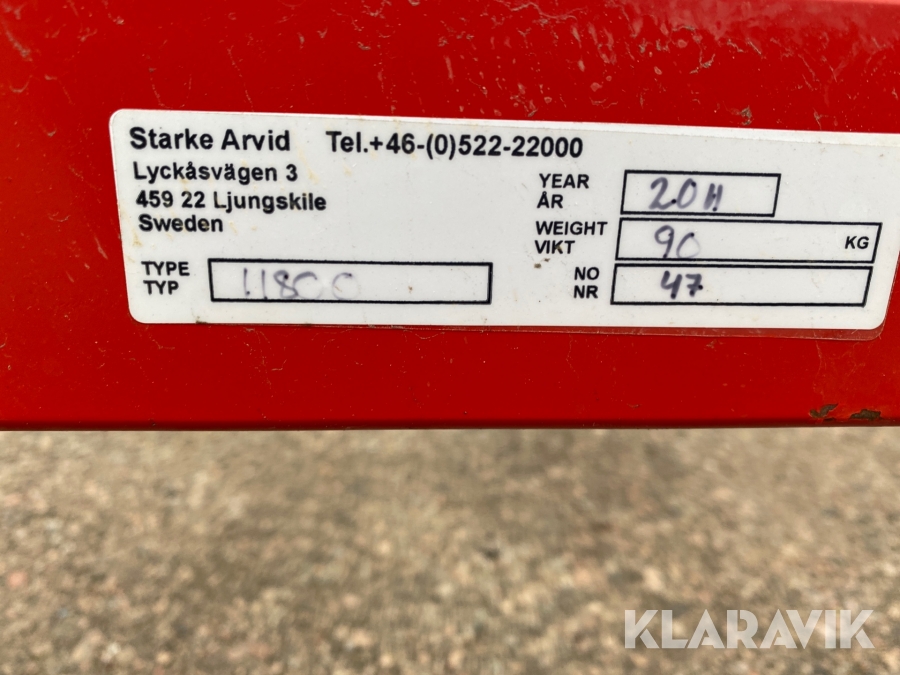 Starke Arvid Tel.+46-(0)522-22000
Lyckåsvägen 3
459 22 Ljungskile
Sweden
TYPE
TYP
11800
YEAR
ÅR
2011
WEIGHT
VIKT
90
KG
NO
NR
47
KLARAVIK